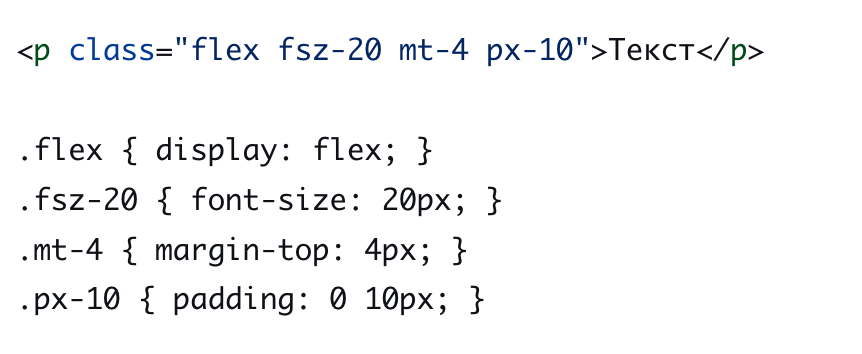 <p class="flex fsz-20 mt-4 px-10">Текст</p>
.flex { display: flex; }
.fsz-20 { font-size: 20px; }
.mt-4 { margin-top: 4px; }
.px-10 { padding: 0 10px; }